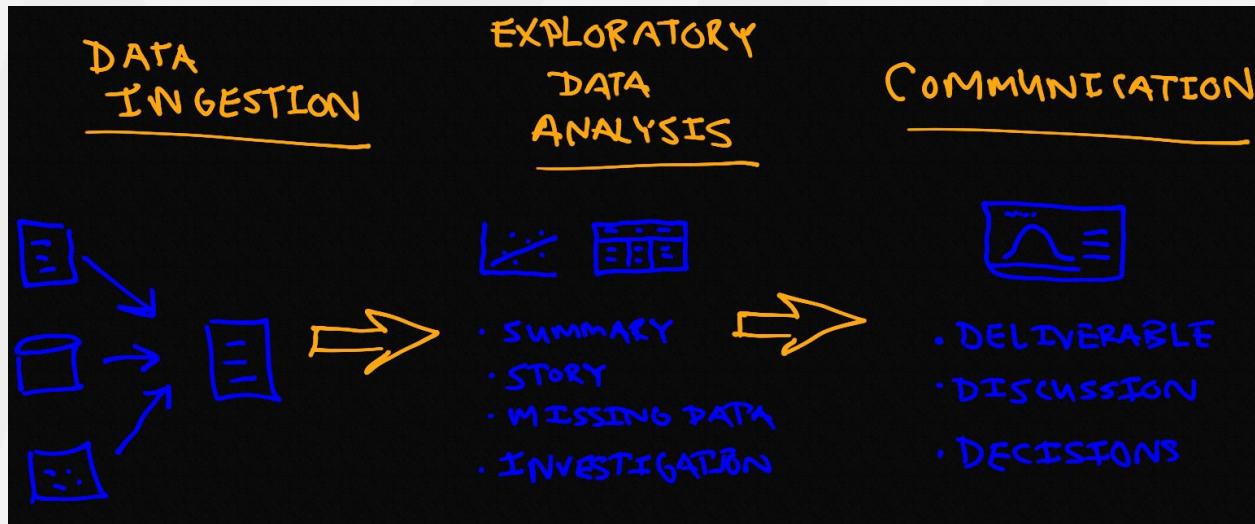 DATA
INGESTION
EXPLORATORY
DATA
ANALYSIS
COMMUNICATION
• SUMMARY
• STORY
• MISSING DATA
• INVESTIGATION
• DELIVERABLE
• DISCUSSION
• DECISIONS